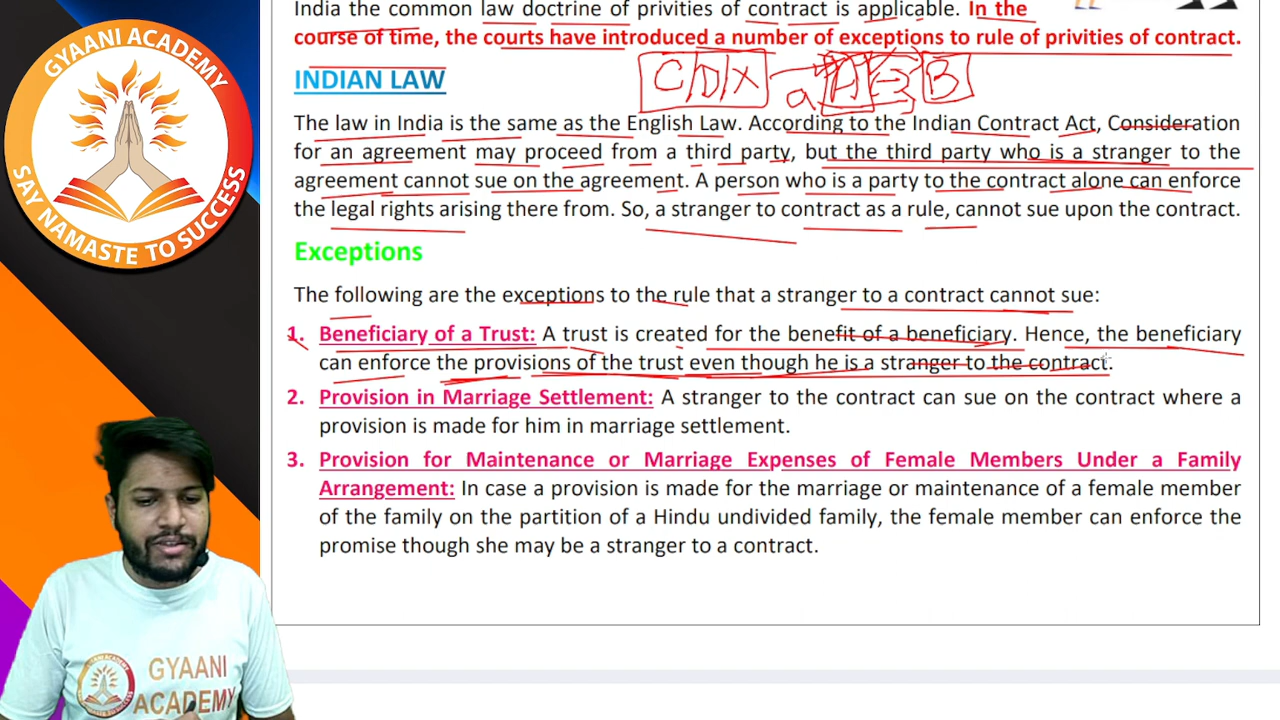 India the common law doctrine of privities of contract is applicable. In the
course of time, the courts have introduced a number of exceptions to rule of privities of contract.
INDIAN LAW
C D X
a
B
The law in India is the same as the English Law. According to the Indian Contract Act, Consideration
for an agreement may proceed from a third party, but the third party who is a stranger to the
agreement cannot sue on the agreement. A person who is a party to the contract alone can enforce
the legal rights arising there from. So, a stranger to contract as a rule, cannot sue upon the contract.
Exceptions
The following are the exceptions to the rule that a stranger to a contract cannot sue:
1. Beneficiary of a Trust: A trust is created for the benefit of a beneficiary. Hence, the beneficiary
can enforce the provisions of the trust even though he is a stranger to the contract.
2. Provision in Marriage Settlement: A stranger to the contract can sue on the contract where a
provision is made for him in marriage settlement.
3. Provision for Maintenance or Marriage Expenses of Female Members Under a Family
Arrangement: In case a provision is made for the marriage or maintenance of a female member
of the family on the partition of a Hindu undivided family, the female member can enforce the
promise though she may be a stranger to a contract.
GYAANI ACADEMY
SAY NAMASTE TO SUCCESS
GYAANI
ACADEMY